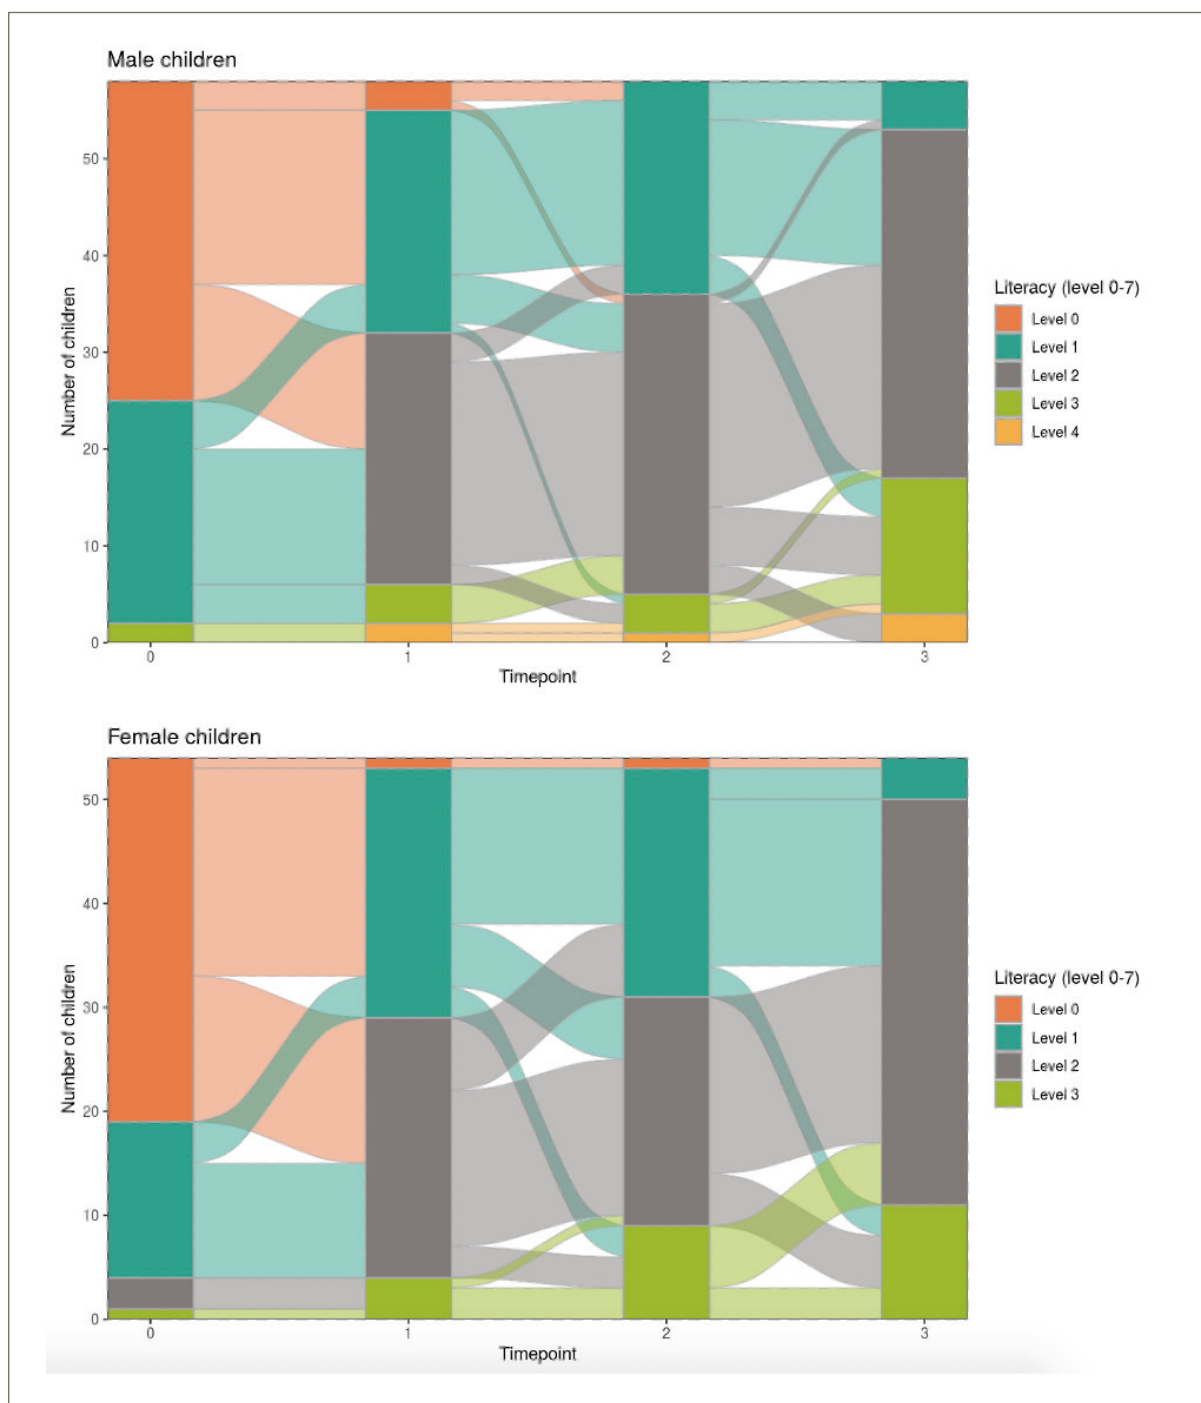 Male children
50
40
30
20
10
0
Number of children
0 1 2 3
Timepoint
Literacy (level 0-7)
Level 0
Level 1
Level 2
Level 3
Level 4
Female children
50
40
30
20
10
0
Number of children
0 1 2 3
Timepoint
Literacy (level 0-7)
Level 0
Level 1
Level 2
Level 3